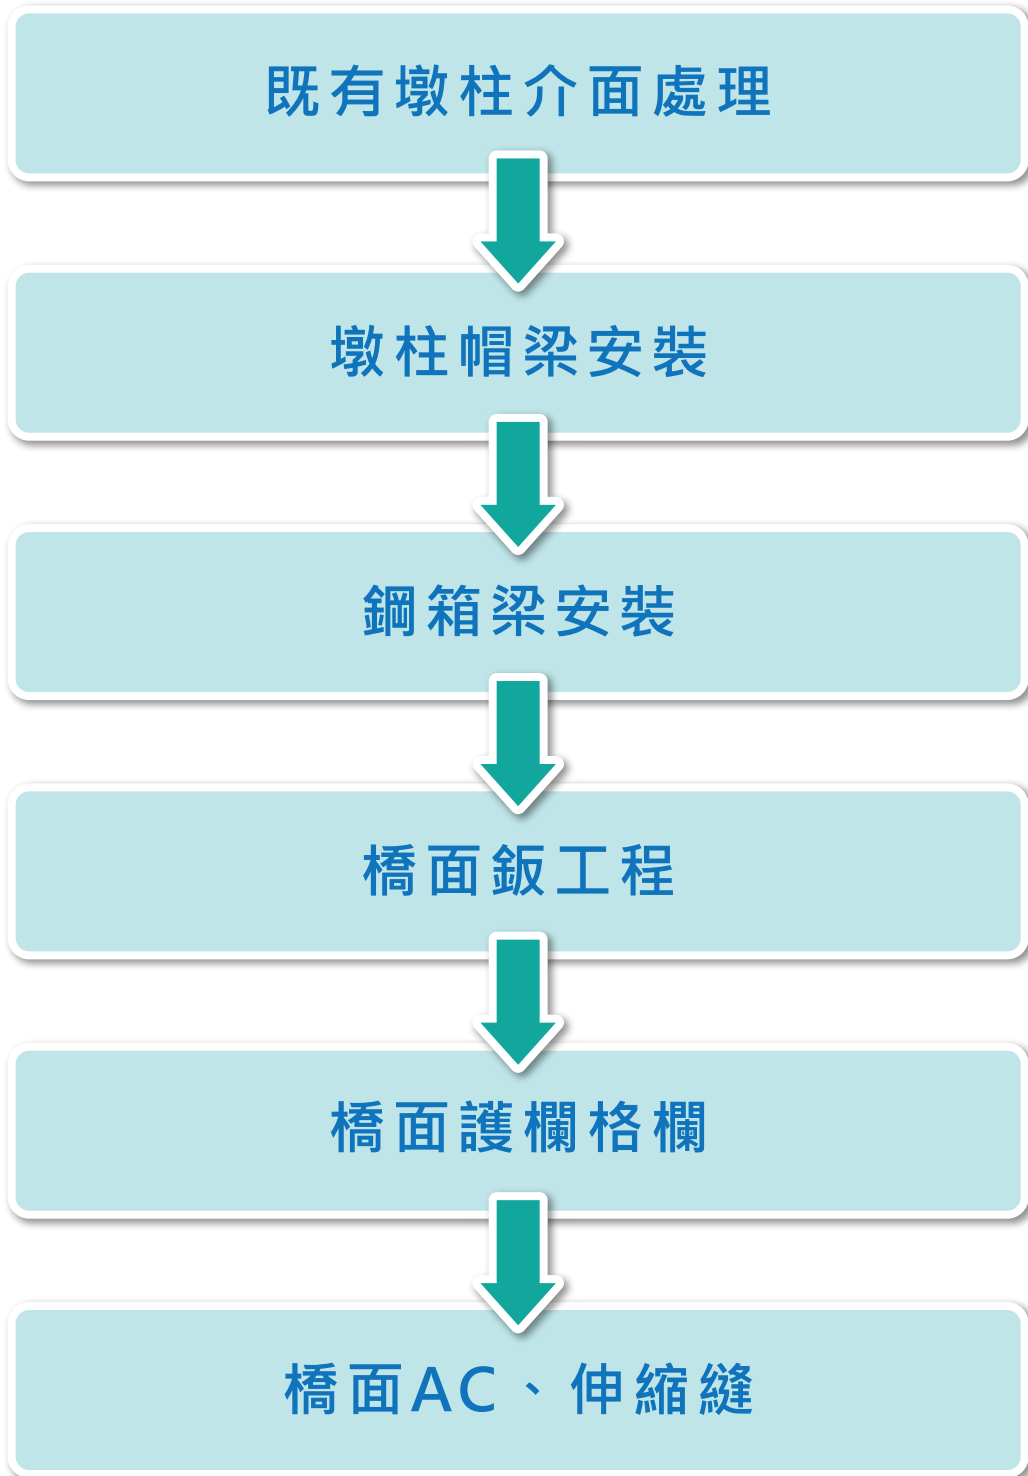 既有墩柱介面處理
墩柱帽梁安裝
鋼箱梁安裝
橋面鈑工程
橋面護欄格欄
橋面AC、伸縮縫